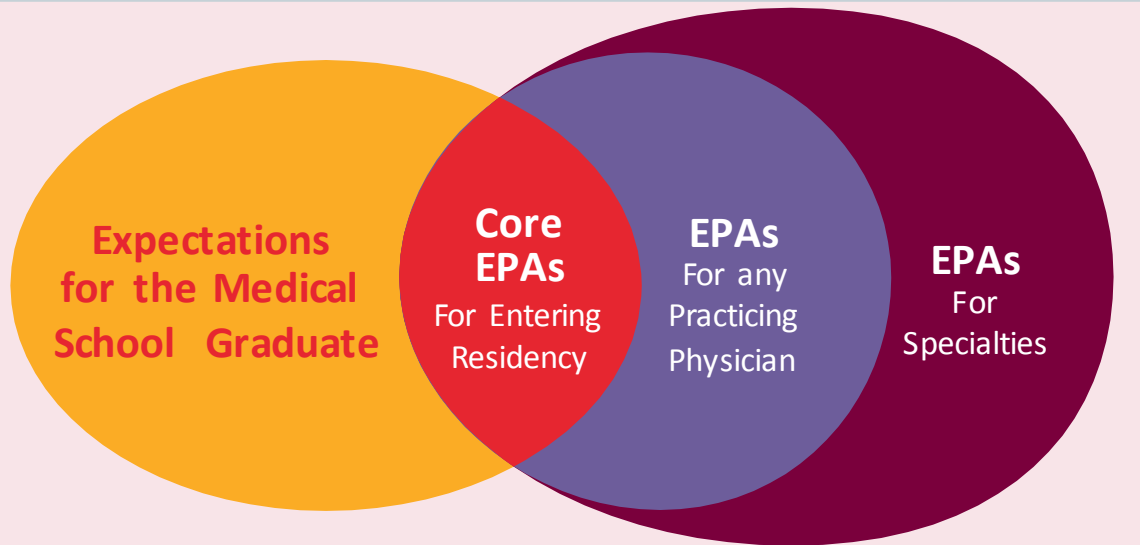 Expectations
for the Medical
School Graduate
Core
EPAs
For Entering
Residency
EPAs
For any
Practicing
Physician
EPAs
For
Specialties